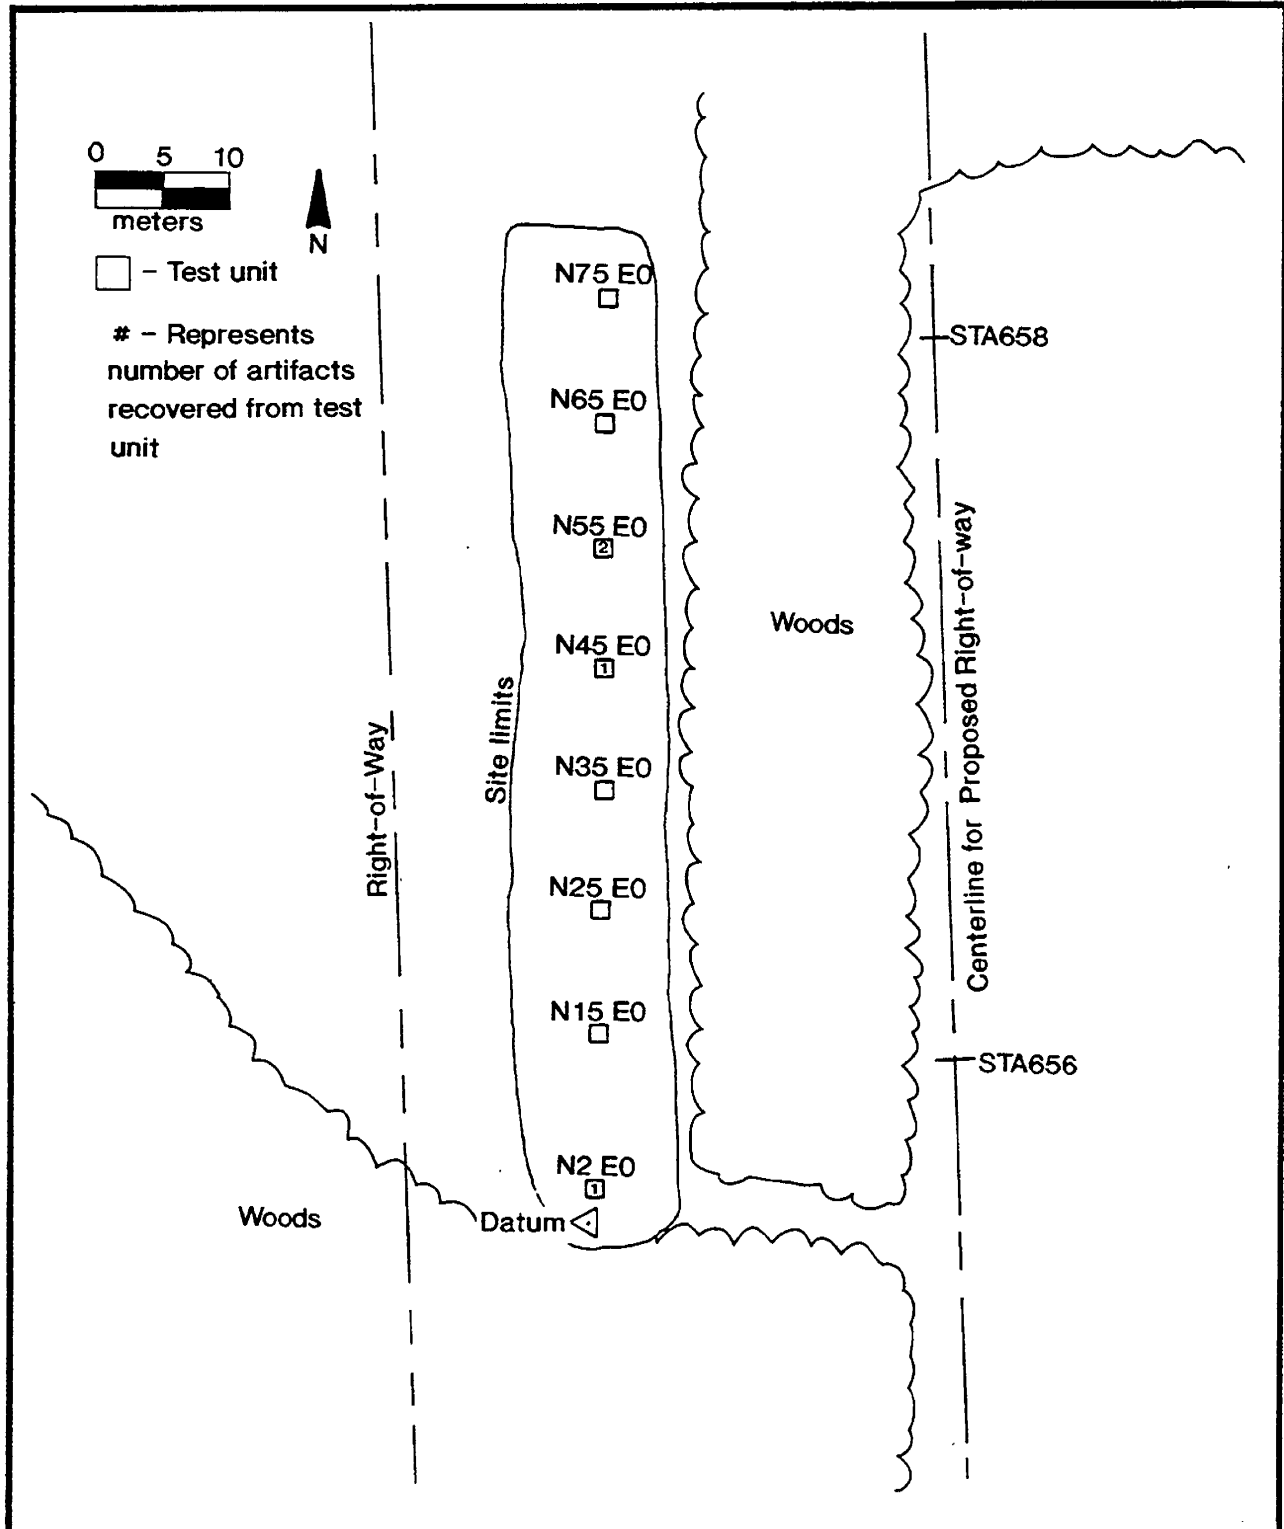 0 5 10
meters
N
- Test unit
# - Represents
number of artifacts
recovered from test
unit
N75 E0
STA658
N65 E0
N55 E0
2
Woods
N45 E0
1
Site limits
Right-of-Way
Centerline for Proposed Right-of-way
N35 E0
N25 E0
N15 E0
STA656
N2 E0
1
Woods
Datum